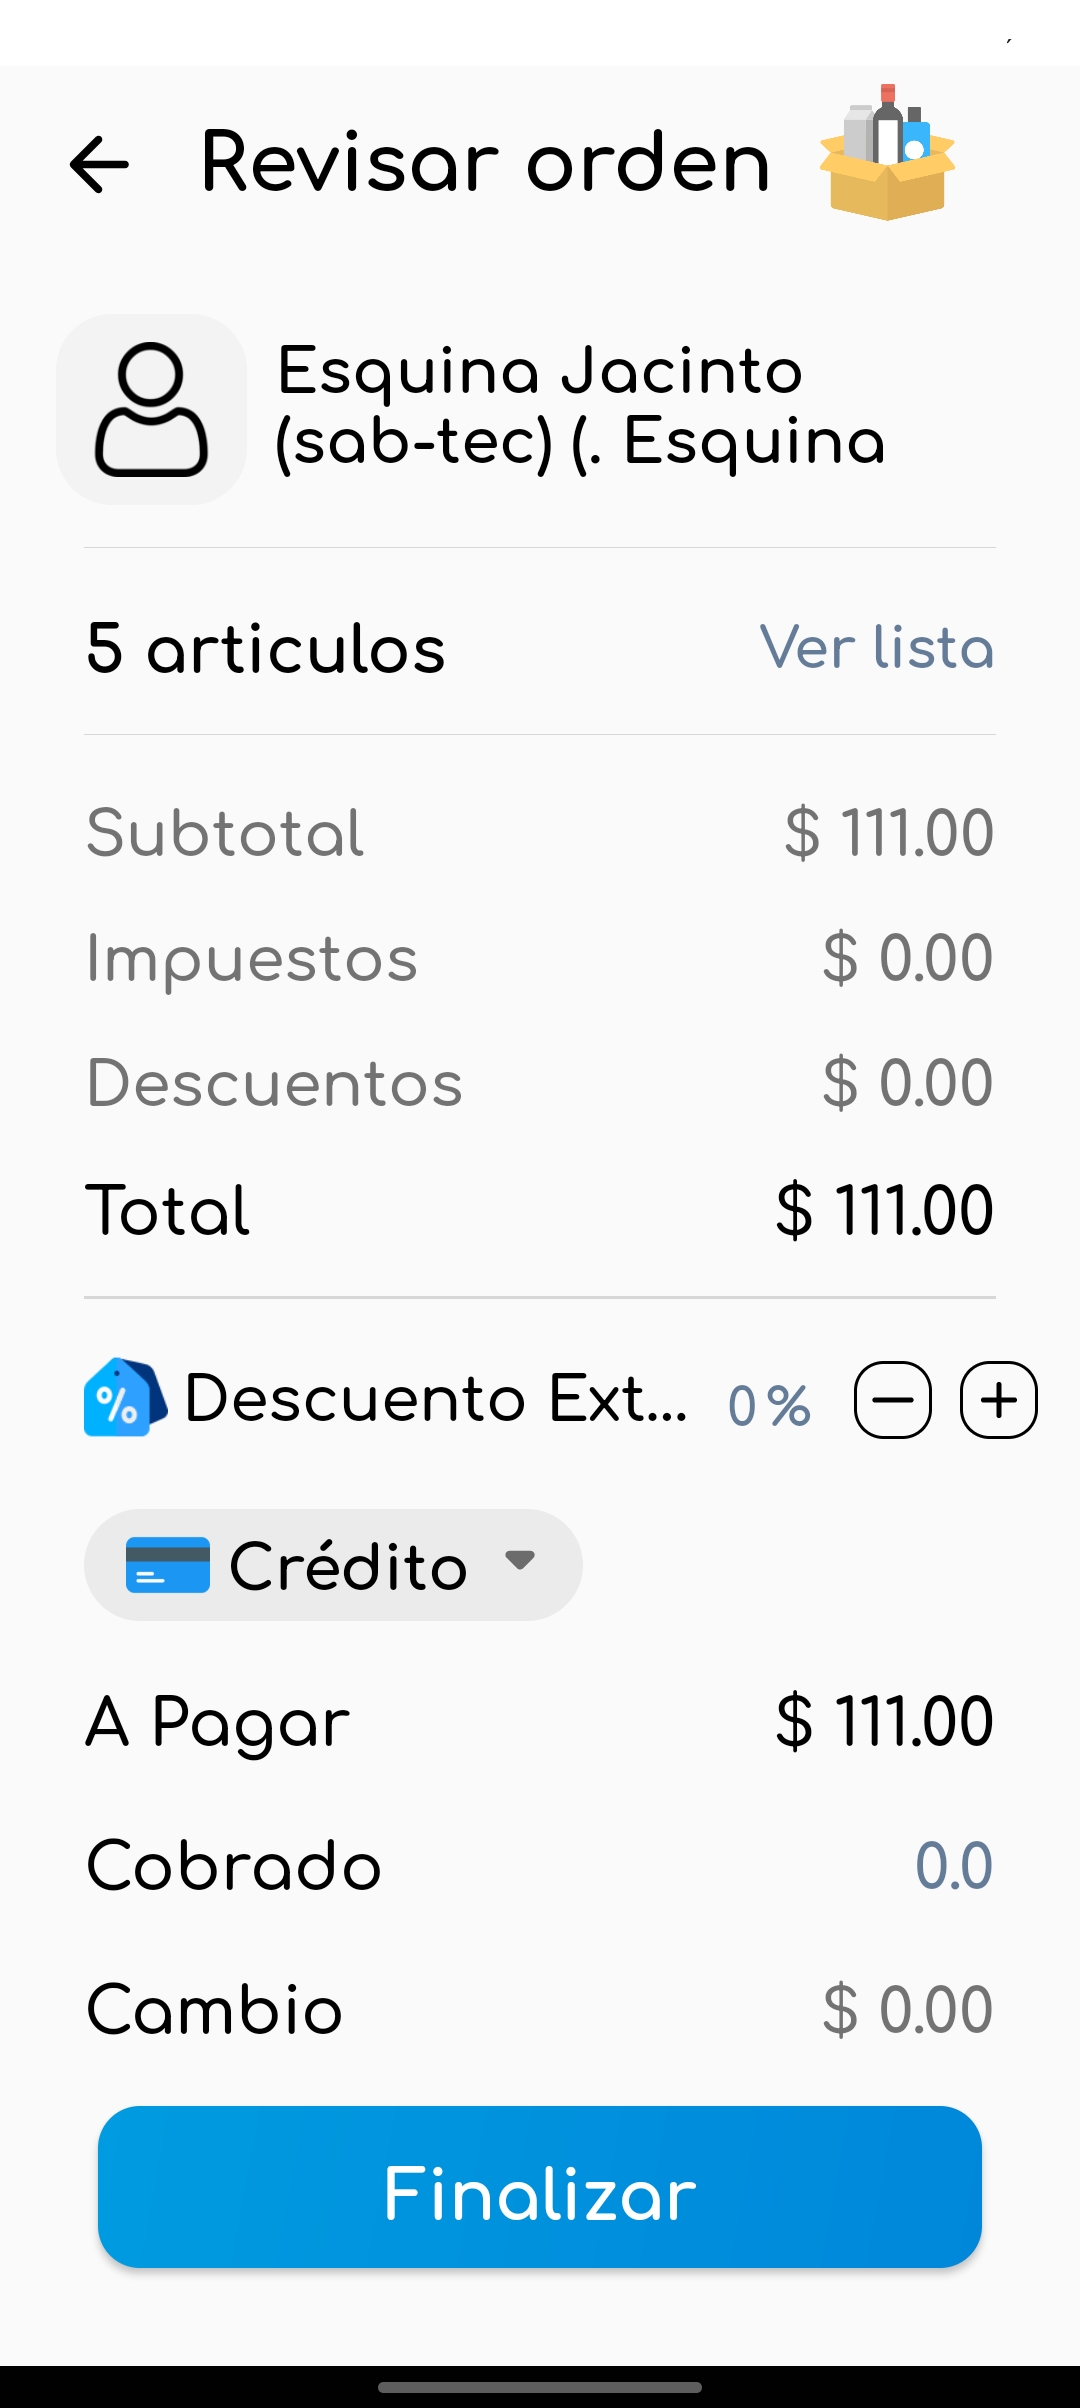 Revisar orden
Esquina Jacinto
(sab-tec) (. Esquina
5 articulos Ver lista
Subtotal $ 111.00
Impuestos $ 0.00
Descuentos $ 0.00
Total $ 111.00
% Descuento Ext... 0 %
Crédito
A Pagar $ 111.00
Cobrado 0.0
Cambio $ 0.00
Finalizar